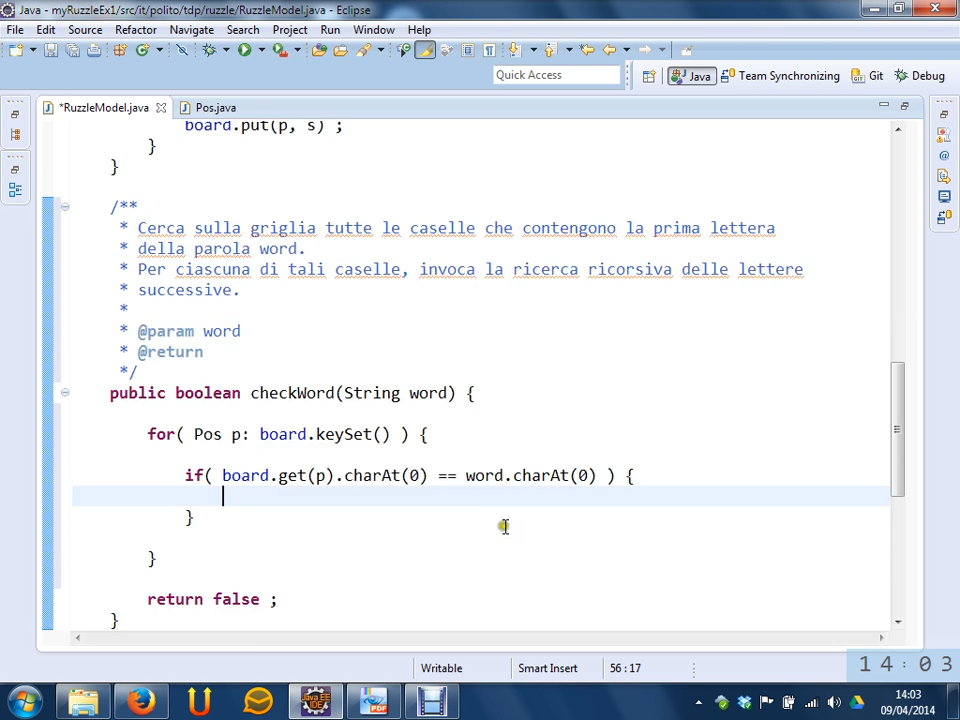 Java - myRuzzleEx1/src/it/polito/tdp/ruzzle/RuzzleModel.java - Eclipse
File Edit Source Refactor Navigate Search Project Run Window Help
Quick Access
Java Team Synchronizing Git Debug
*RuzzleModel.java Pos.java
board.put(p, s) ;
}
}
/**
* Cerca sulla griglia tutte le caselle che contengono la prima lettera
* della parola word.
* Per ciascuna di tali caselle, invoca la ricerca ricorsiva delle lettere
* successive.
*
* @param word
* @return
*/
public boolean checkWord(String word) {
for( Pos p: board.keySet() ) {
if( board.get(p).charAt(0) == word.charAt(0) ) {
}
}
return false ;
}
Writable Smart Insert 56 : 17
14:03
14:03
09/04/2014